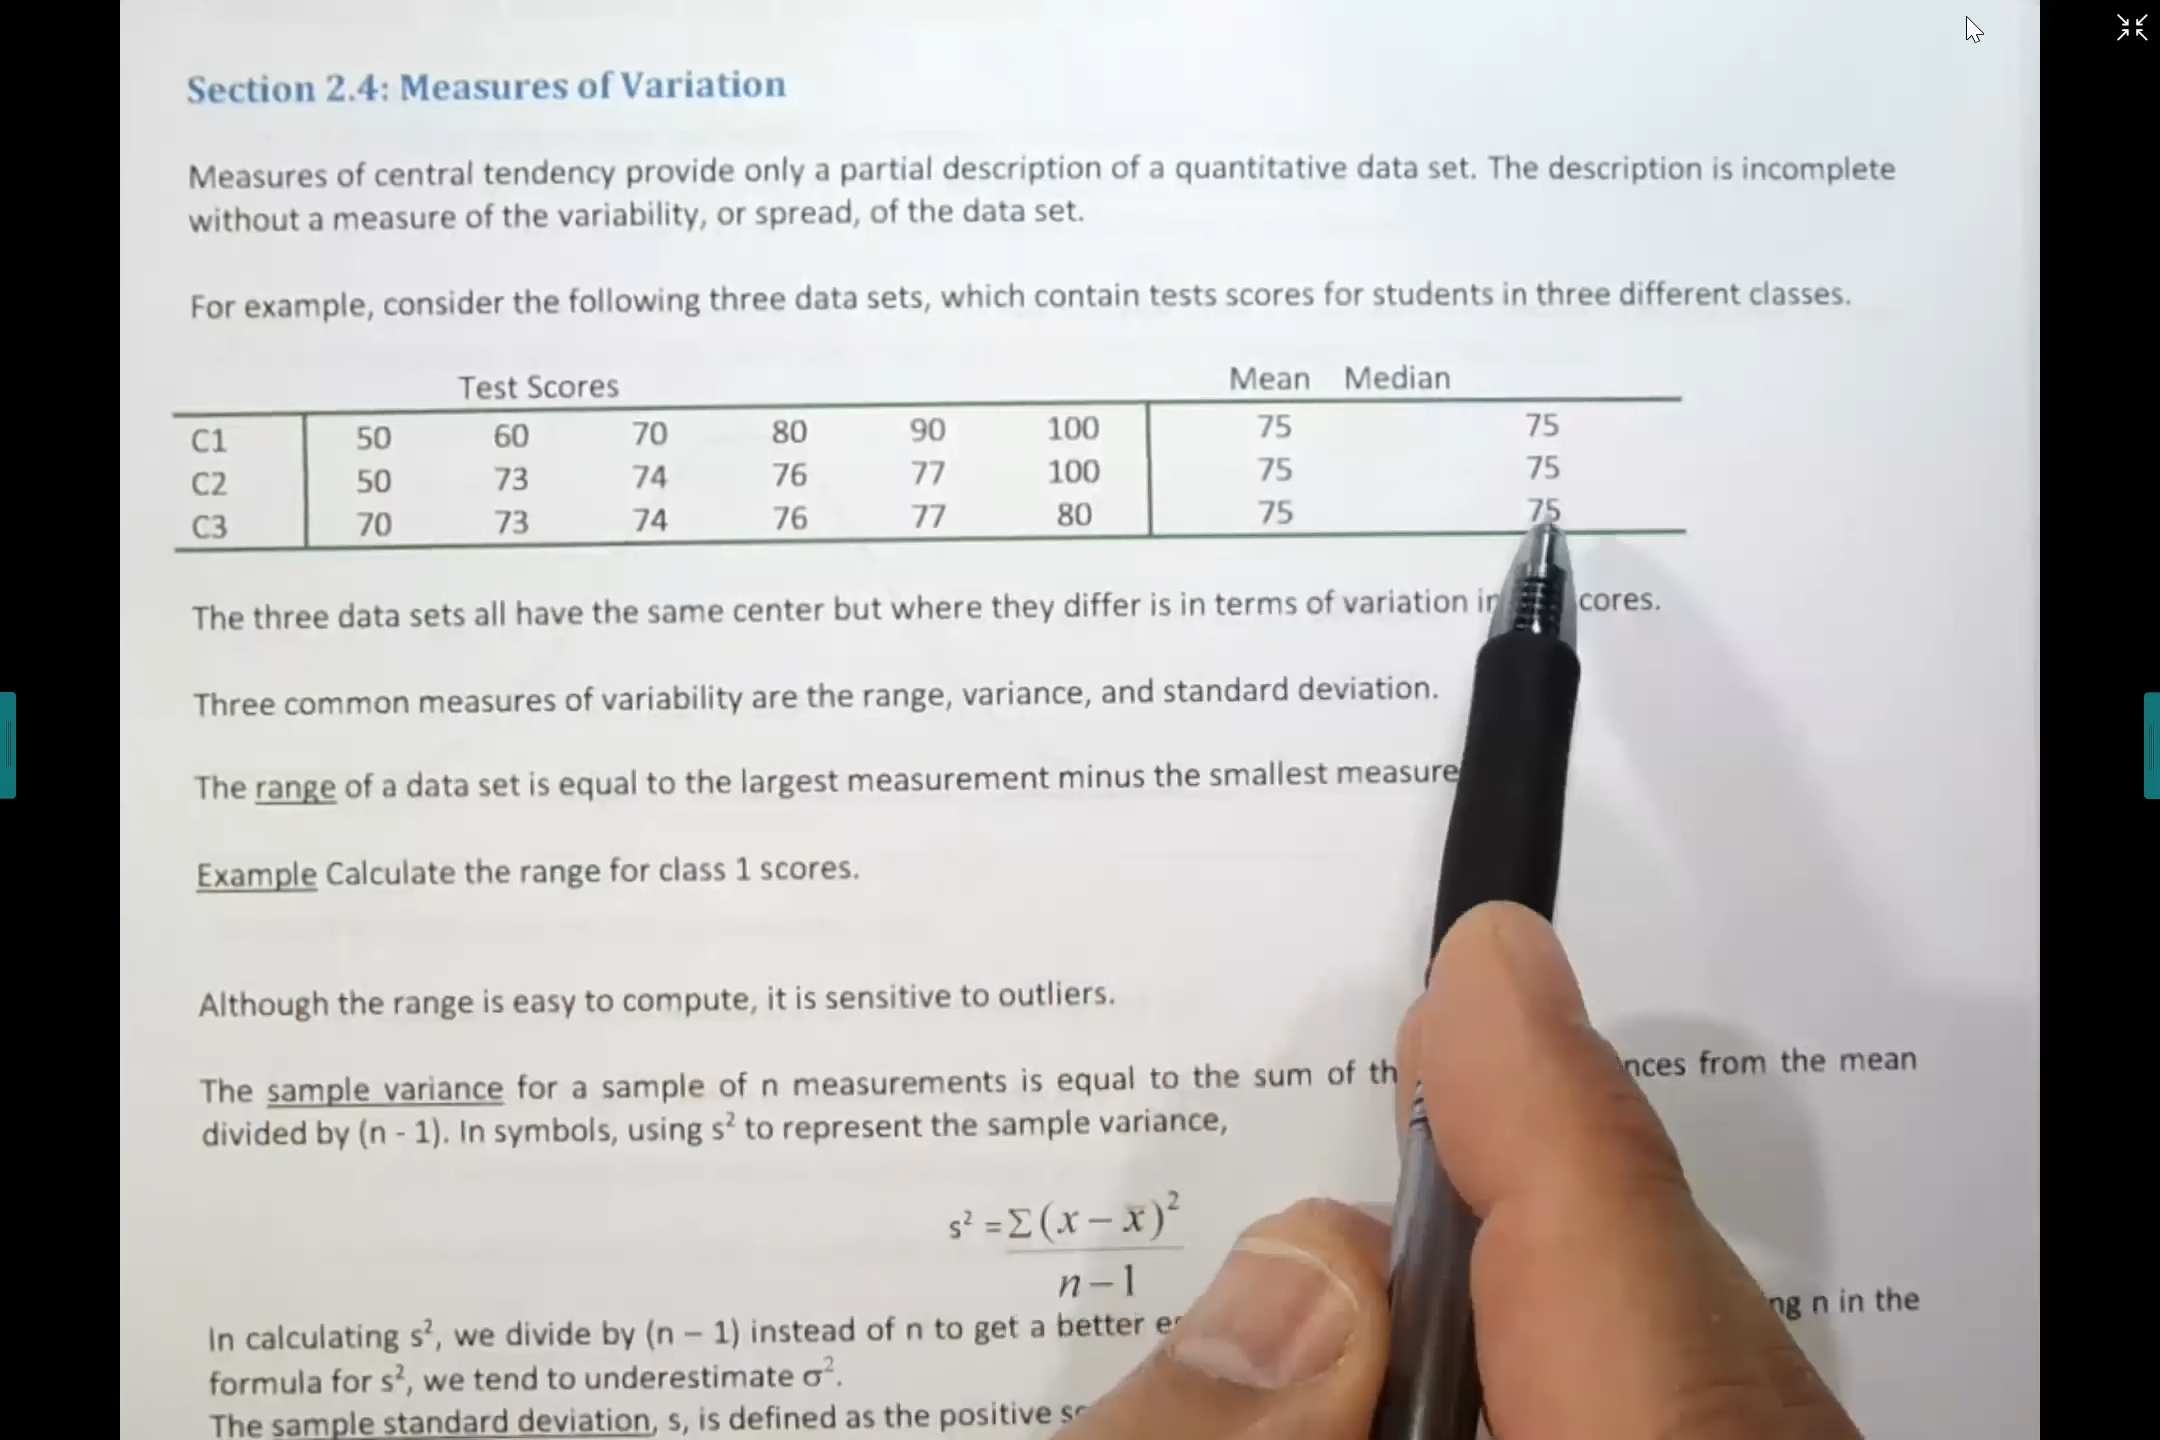 Section 2.4: Measures of Variation
Measures of central tendency provide only a partial description of a quantitative data set. The description is incomplete
without a measure of the variability, or spread, of the data set.
For example, consider the following three data sets, which contain tests scores for students in three different classes.
Test Scores Mean Median
C1 50 60 70 80 90 100 75 75
C2 50 73 74 76 77 100 75 75
C3 70 73 74 76 77 80 75 75
The three data sets all have the same center but where they differ is in terms of variation in cores.
Three common measures of variability are the range, variance, and standard deviation.
The range of a data set is equal to the largest measurement minus the smallest measure
Example Calculate the range for class 1 scores.
Although the range is easy to compute, it is sensitive to outliers.
The sample variance for a sample of n measurements is equal to the sum of th nces from the mean
divided by (n - 1). In symbols, using s² to represent the sample variance,
s² = Σ(x – x̄)²
n – 1
In calculating s², we divide by (n – 1) instead of n to get a better ng n in the
formula for s², we tend to underestimate σ².
The sample standard deviation, s, is defined as the positive